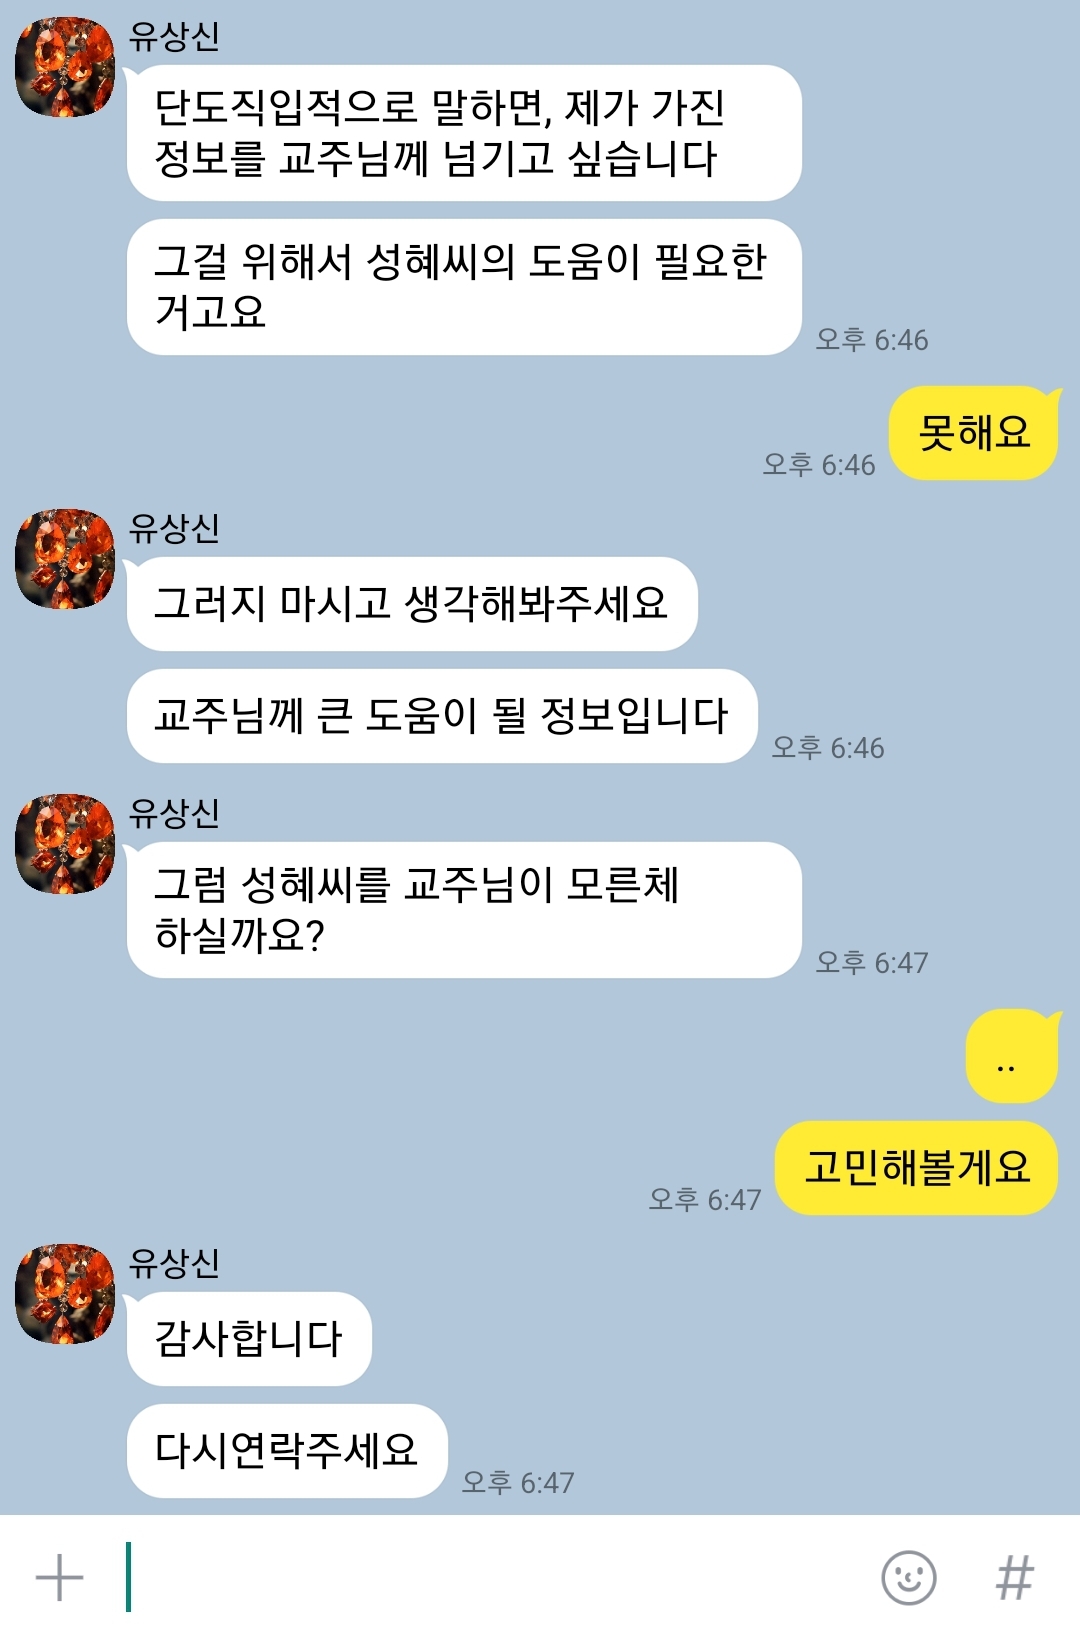 유상신
단도직입적으로 말하면, 제가 가진
정보를 교주님께 넘기고 싶습니다
그걸 위해서 성혜씨의 도움이 필요한
거고요
오후 6:46
못해요
오후 6:46
유상신
그러지 마시고 생각해봐주세요
교주님께 큰 도움이 될 정보입니다
오후 6:46
유상신
그럼 성혜씨를 교주님이 모른체
하실까요?
오후 6:47
..
고민해볼게요
오후 6:47
유상신
감사합니다
다시연락주세요
오후 6:47
#